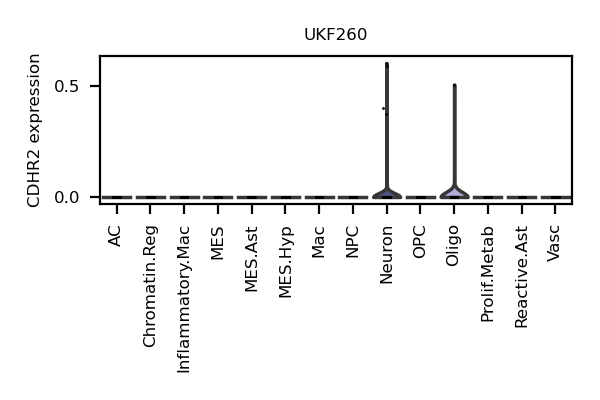 UKF260
CDHR2 expression
0.5
0.0
AC
Chromatin.Reg
Inflammatory.Mac
MES
MES.Ast
MES.Hyp
Mac
NPC
Neuron
OPC
Oligo
Prolif.Metab
Reactive.Ast
Vasc